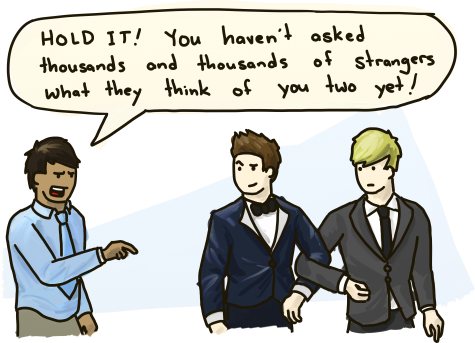 HOLD IT! You haven't asked
thousands and thousands of strangers
what they think of you two yet!